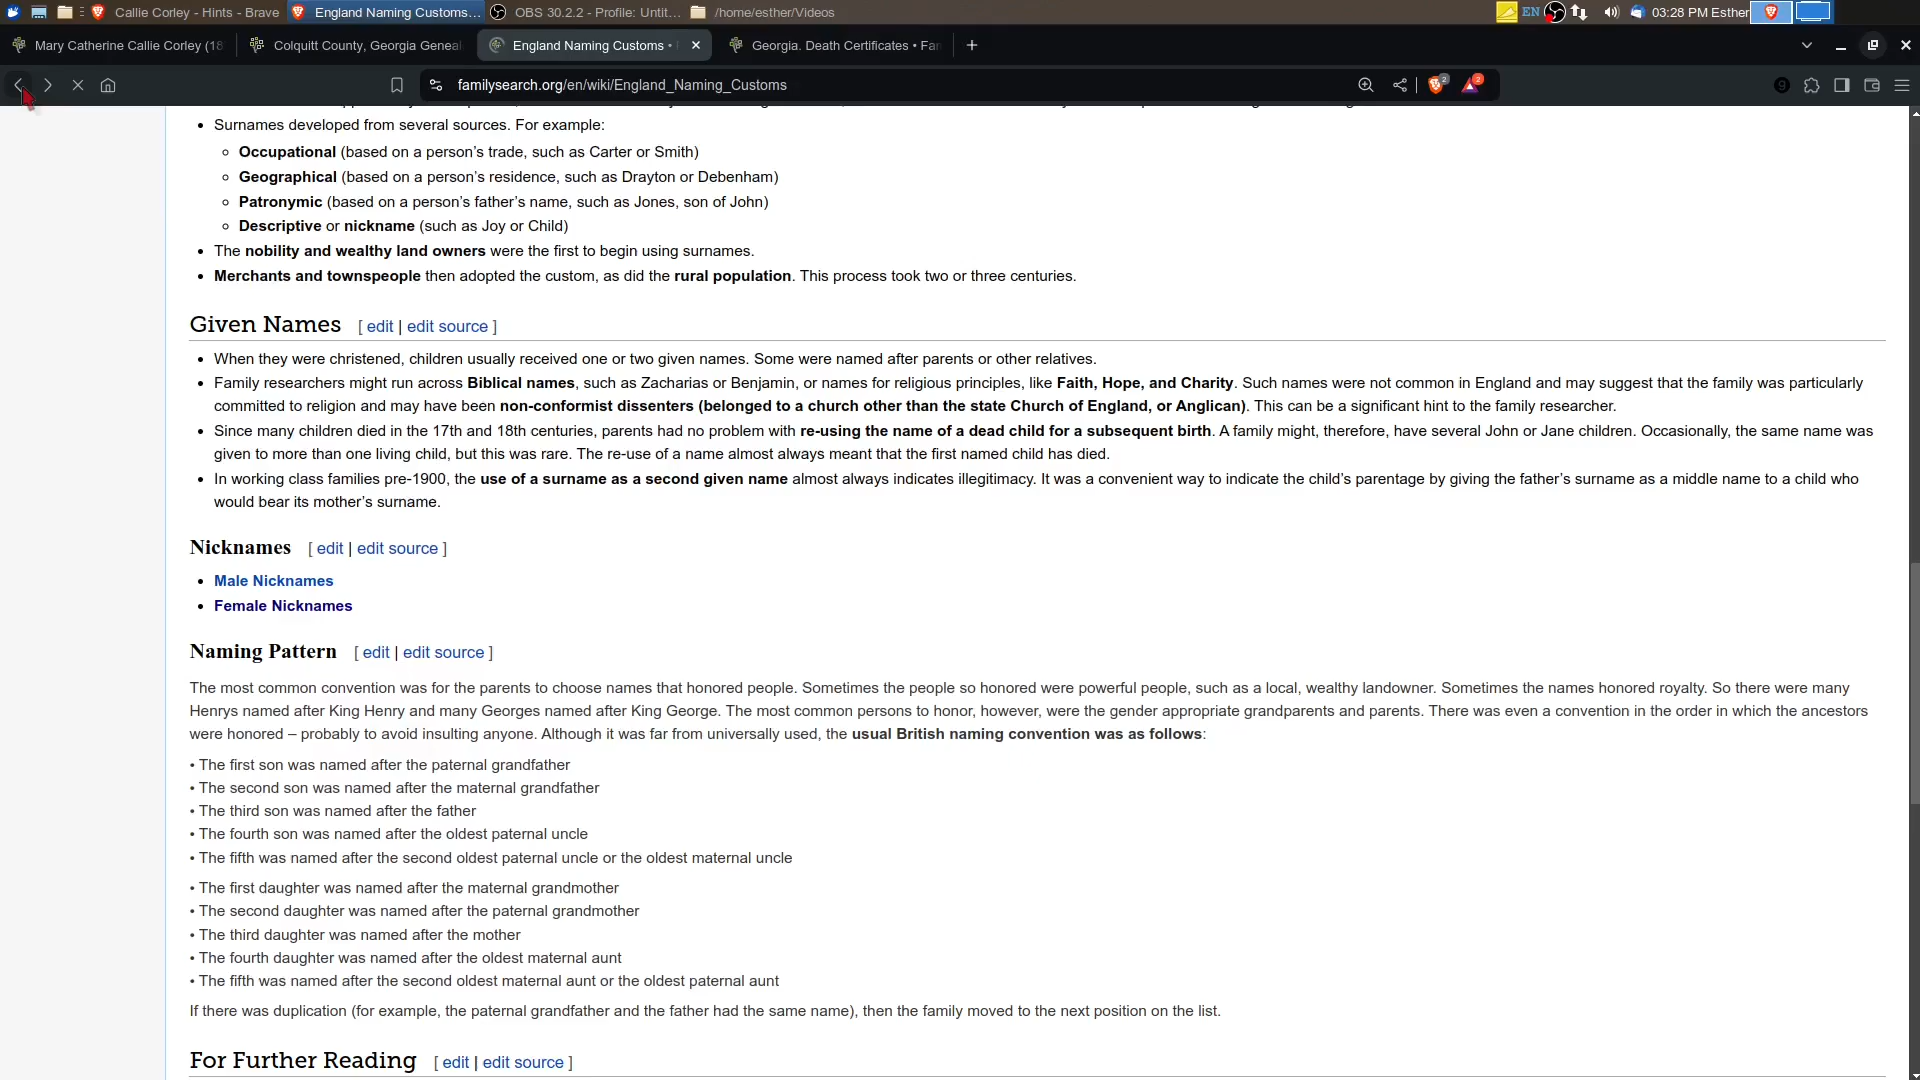 Callie Corley - Hints - Brave
England Naming Customs...
OBS 30.2.2 - Profile: Untit...
/home/esther/Videos
EN
03:28 PM Esther
Mary Catherine Callie Corley (18
Colquitt County, Georgia Geneal
England Naming Customs •
Georgia. Death Certificates • Fam
familysearch.org/en/wiki/England_Naming_Customs
2
2
• Surnames developed from several sources. For example:
◦ Occupational (based on a person’s trade, such as Carter or Smith)
◦ Geographical (based on a person’s residence, such as Drayton or Debenham)
◦ Patronymic (based on a person’s father’s name, such as Jones, son of John)
◦ Descriptive or nickname (such as Joy or Child)
• The nobility and wealthy land owners were the first to begin using surnames.
• Merchants and townspeople then adopted the custom, as did the rural population. This process took two or three centuries.
Given Names [ edit | edit source ]
• When they were christened, children usually received one or two given names. Some were named after parents or other relatives.
• Family researchers might run across Biblical names, such as Zacharias or Benjamin, or names for religious principles, like Faith, Hope, and Charity. Such names were not common in England and may suggest that the family was particularly
committed to religion and may have been non-conformist dissenters (belonged to a church other than the state Church of England, or Anglican). This can be a significant hint to the family researcher.
• Since many children died in the 17th and 18th centuries, parents had no problem with re-using the name of a dead child for a subsequent birth. A family might, therefore, have several John or Jane children. Occasionally, the same name was
given to more than one living child, but this was rare. The re-use of a name almost always meant that the first named child has died.
• In working class families pre-1900, the use of a surname as a second given name almost always indicates illegitimacy. It was a convenient way to indicate the child’s parentage by giving the father’s surname as a middle name to a child who
would bear its mother’s surname.
Nicknames [ edit | edit source ]
• Male Nicknames
• Female Nicknames
Naming Pattern [ edit | edit source ]
The most common convention was for the parents to choose names that honored people. Sometimes the people so honored were powerful people, such as a local, wealthy landowner. Sometimes the names honored royalty. So there were many
Henrys named after King Henry and many Georges named after King George. The most common persons to honor, however, were the gender appropriate grandparents and parents. There was even a convention in the order in which the ancestors
were honored – probably to avoid insulting anyone. Although it was far from universally used, the usual British naming convention was as follows:
• The first son was named after the paternal grandfather
• The second son was named after the maternal grandfather
• The third son was named after the father
• The fourth son was named after the oldest paternal uncle
• The fifth was named after the second oldest paternal uncle or the oldest maternal uncle
• The first daughter was named after the maternal grandmother
• The second daughter was named after the paternal grandmother
• The third daughter was named after the mother
• The fourth daughter was named after the oldest maternal aunt
• The fifth was named after the second oldest maternal aunt or the oldest paternal aunt
If there was duplication (for example, the paternal grandfather and the father had the same name), then the family moved to the next position on the list.
For Further Reading [ edit | edit source ]